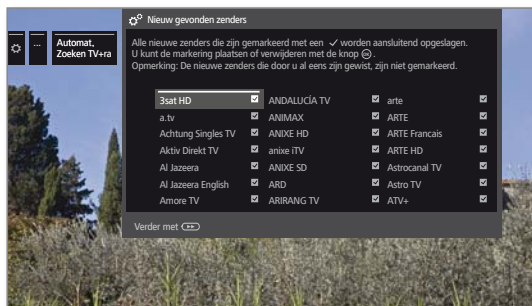 Nieuw gevonden zenders
...
Automat,
Zoeken TV+ra
Alle nieuwe zenders die zijn gemarkeerd met een ✓ worden aansluitend opgeslagen.
U kunt de markering plaatsen of verwijderen met de knop OK.
Opmerking: De nieuwe zenders die door u al eens zijn gewist, zijn niet gemarkeerd.
3sat HD ANDALUCÍA TV arte
a.tv ANIMAX ARTE
Achtung Singles TV ANIXE HD ARTE Francais
Aktiv Direkt TV anixe iTV ARTE HD
Al Jazeera ANIXE SD Astrocanal TV
Al Jazeera English ARD Astro TV
Amore TV ARIRANG TV ATV+
Verder met